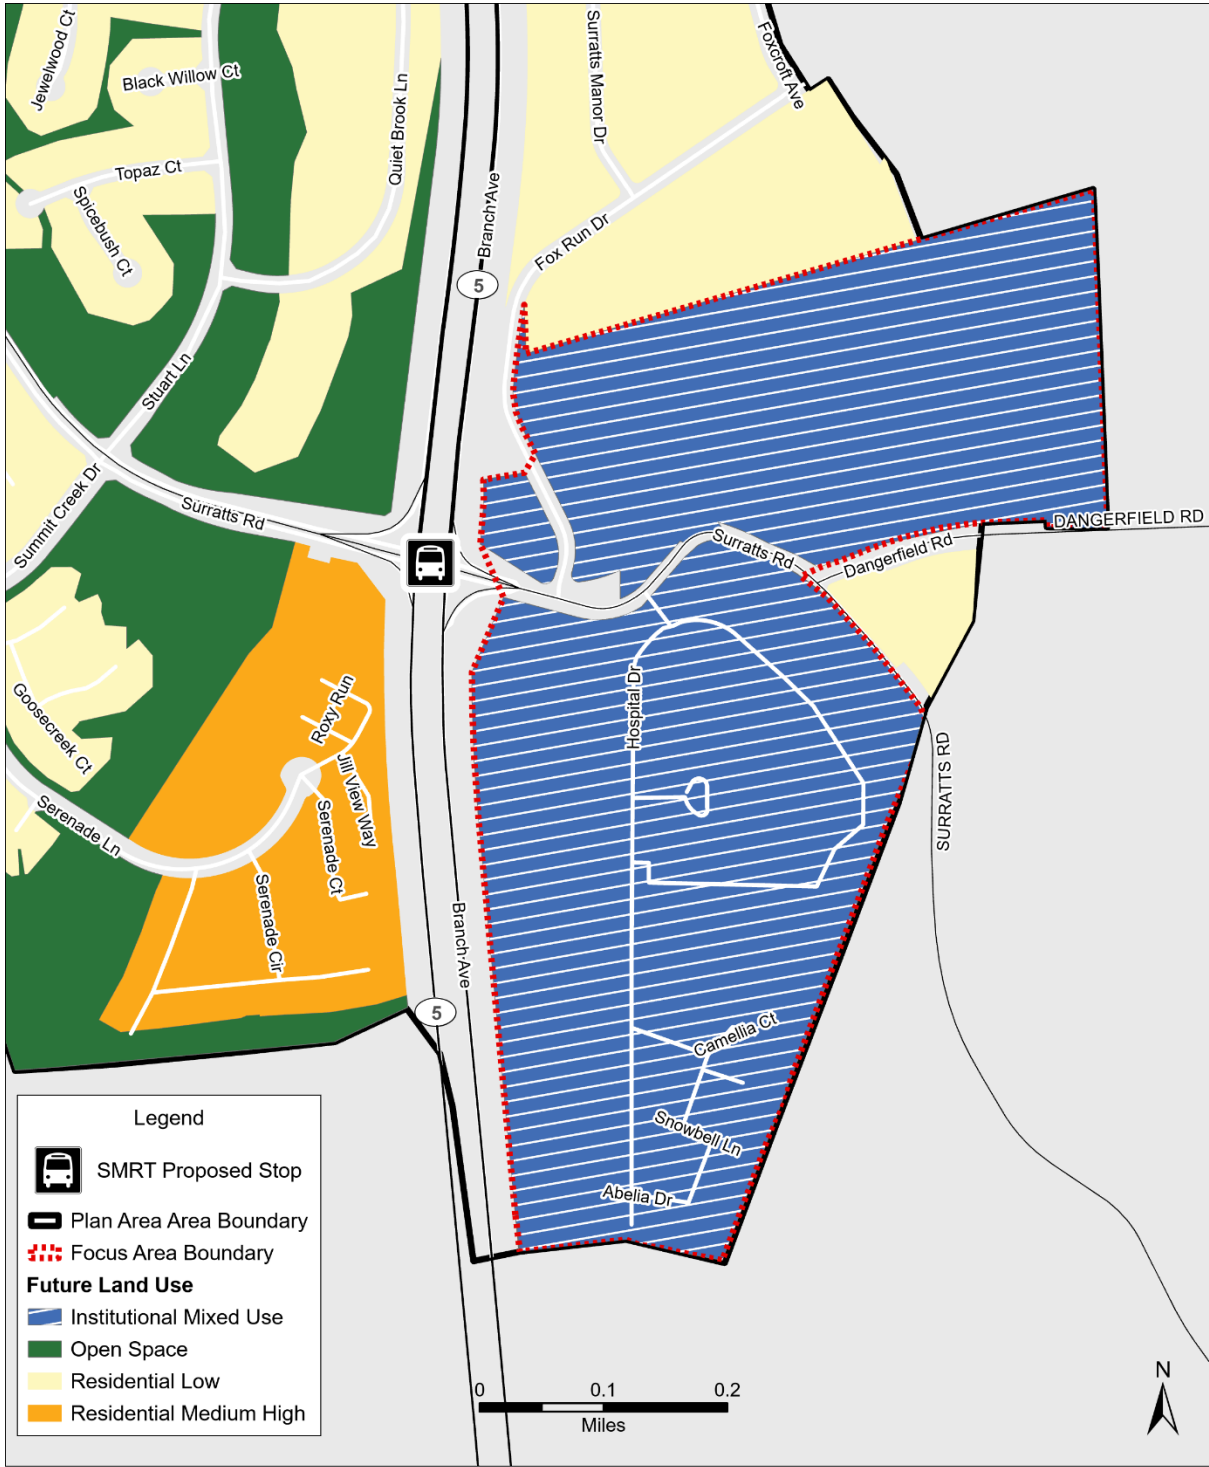 Jewelwood Ct
Black Willow Ct
Quiet Brook Ln
Surratts Manor Dr
Foxcroft Ave
Topaz Ct
Spicebush Ct
Branch Ave
Fox Run Dr
5
Stuart Ln
Summit Creek Dr
Surratts Rd
Surratts Rd
DANGERFIELD RD
Dangerfield Rd
Goosecreek Ct
Roxy Run
Hospital Dr
Jill View Way
SURRATTS RD
Serenade Ln
Serenade Ct
Serenade Cir
Branch Ave
5
Camellia Ct
Snowbell Ln
Abelia Dr
Legend
SMRT Proposed Stop
Plan Area Area Boundary
Focus Area Boundary
Future Land Use
Institutional Mixed Use
Open Space
Residential Low
Residential Medium High
0 0.1 0.2
Miles
N